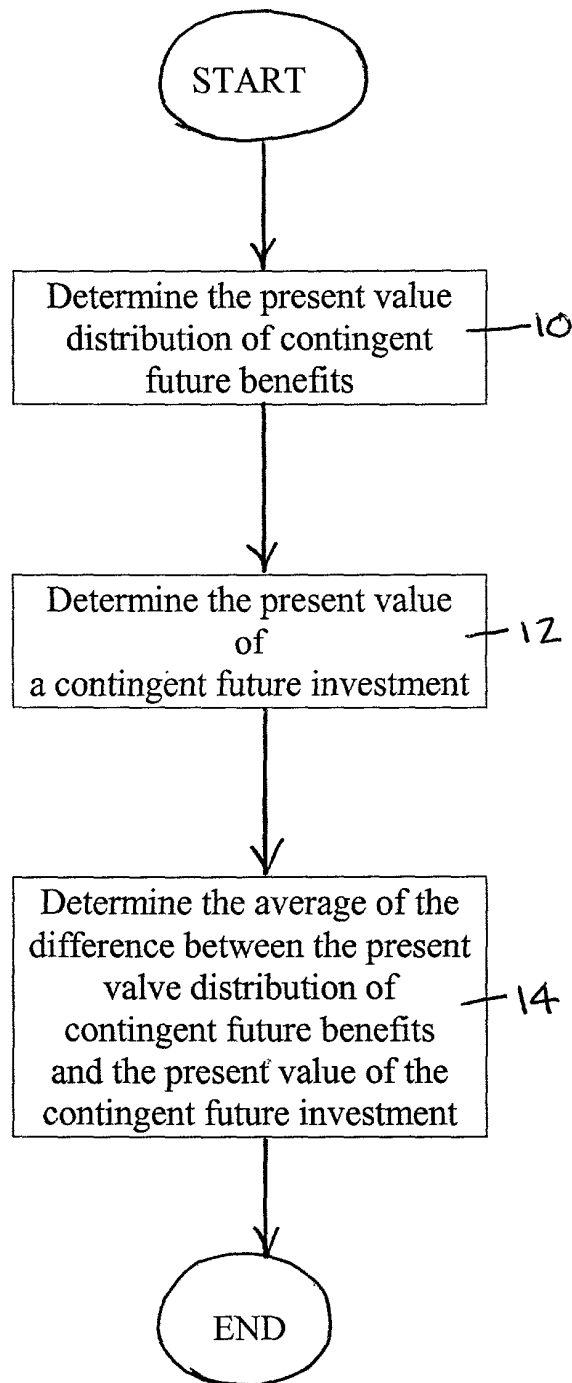 START
Determine the present value
distribution of contingent
future benefits
10
Determine the present value
of
a contingent future investment
12
Determine the average of the
difference between the present
valve distribution of
contingent future benefits
and the present value of the
contingent future investment
14
END